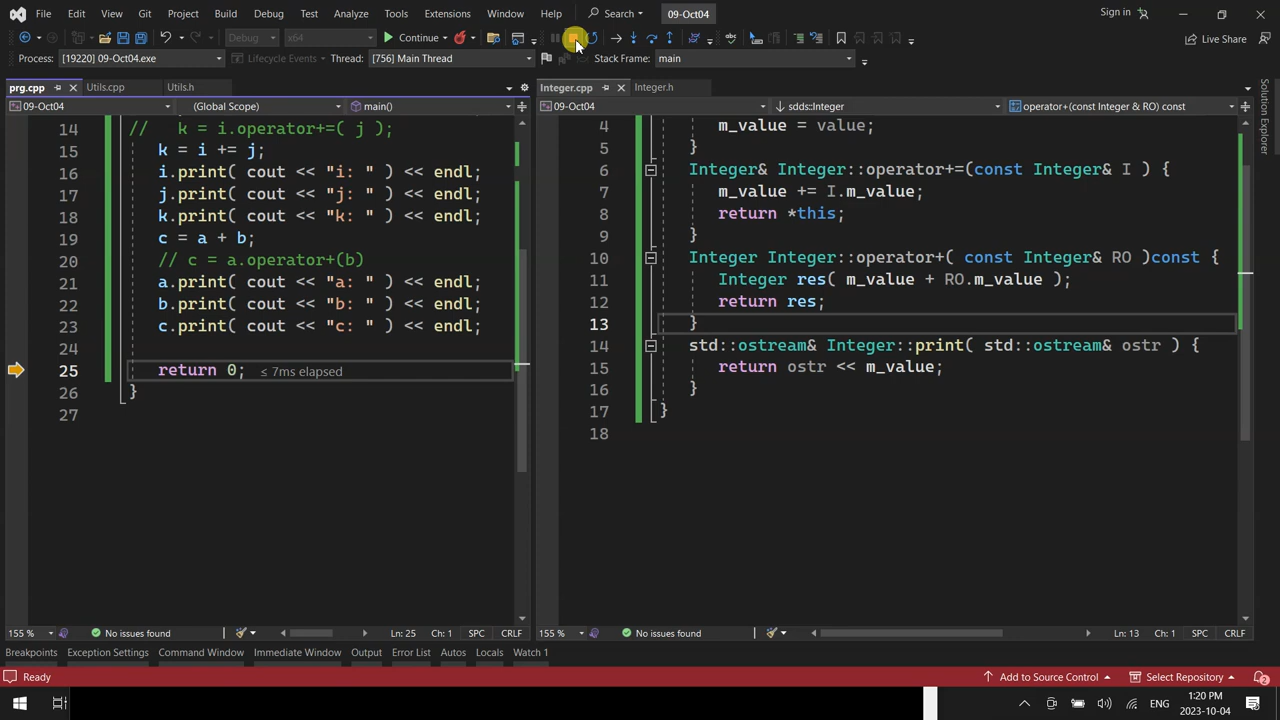 File Edit View Git Project Build Debug Test Analyze Tools Extensions Window Help Search 09-Oct04 Sign in
Debug x64 Continue Live Share
Process: [19220] 09-Oct04.exe Lifecycle Events Thread: [756] Main Thread Stack Frame: main
prg.cpp Utils.cpp Utils.h
09-Oct04 (Global Scope) main()
14 // k = i.operator+=( j );
15 k = i += j;
16 i.print( cout << "i: " ) << endl;
17 j.print( cout << "j: " ) << endl;
18 k.print( cout << "k: " ) << endl;
19 c = a + b;
20 // c = a.operator+(b)
21 a.print( cout << "a: " ) << endl;
22 b.print( cout << "b: " ) << endl;
23 c.print( cout << "c: " ) << endl;
24
25 return 0; ≤ 7ms elapsed
26 }
27
155 % No issues found Ln: 25 Ch: 1 SPC CRLF
Integer.cpp Integer.h
09-Oct04 sdds::Integer operator+(const Integer & RO) const
4 m_value = value;
5 }
6 Integer& Integer::operator+=(const Integer& I ) {
7 m_value += I.m_value;
8 return *this;
9 }
10 Integer Integer::operator+( const Integer& RO )const {
11 Integer res( m_value + RO.m_value );
12 return res;
13 }
14 std::ostream& Integer::print( std::ostream& ostr ) {
15 return ostr << m_value;
16 }
17 }
18
155 % No issues found Ln: 13 Ch: 1 SPC CRLF
Solution Explorer
Breakpoints Exception Settings Command Window Immediate Window Output Error List Autos Locals Watch 1
Ready Add to Source Control Select Repository 2
ENG 1:20 PM
2023-10-04 2